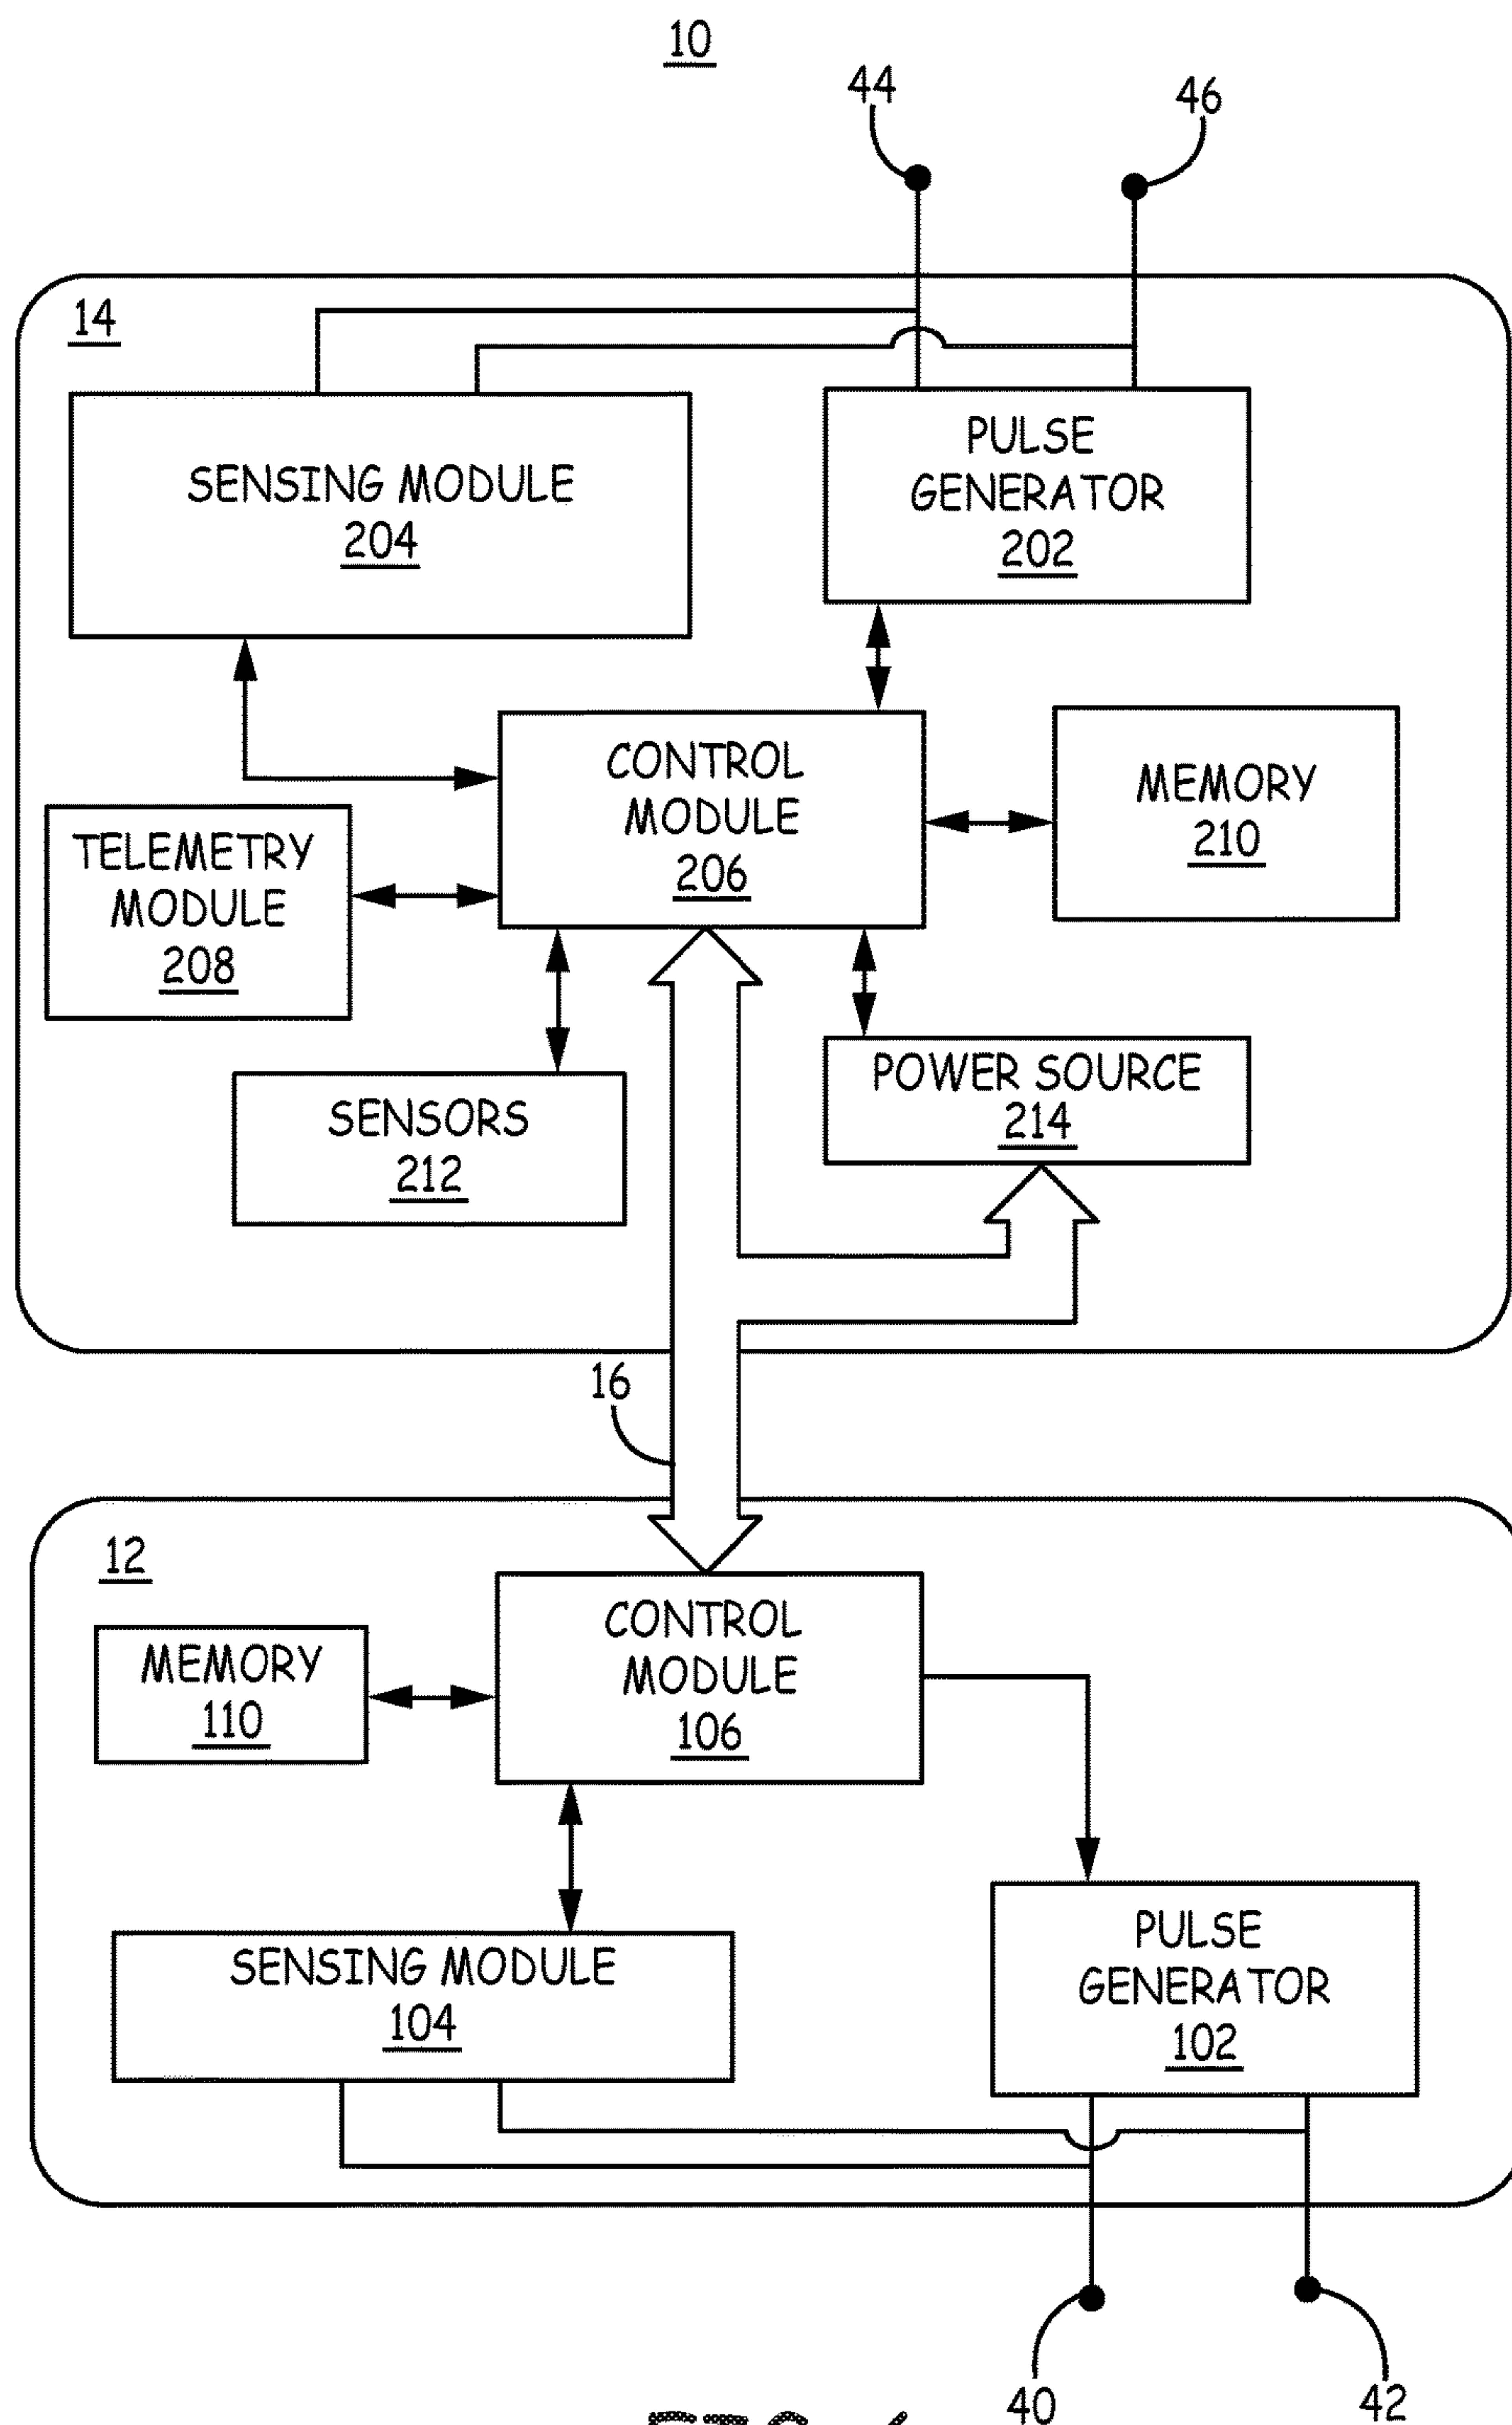 10
44
46
14
SENSING MODULE
204
PULSE
GENERATOR
202
CONTROL
MODULE
206
MEMORY
210
TELEMETRY
MODULE
208
SENSORS
212
POWER SOURCE
214
16
12
CONTROL
MODULE
106
MEMORY
110
SENSING MODULE
104
PULSE
GENERATOR
102
40
42